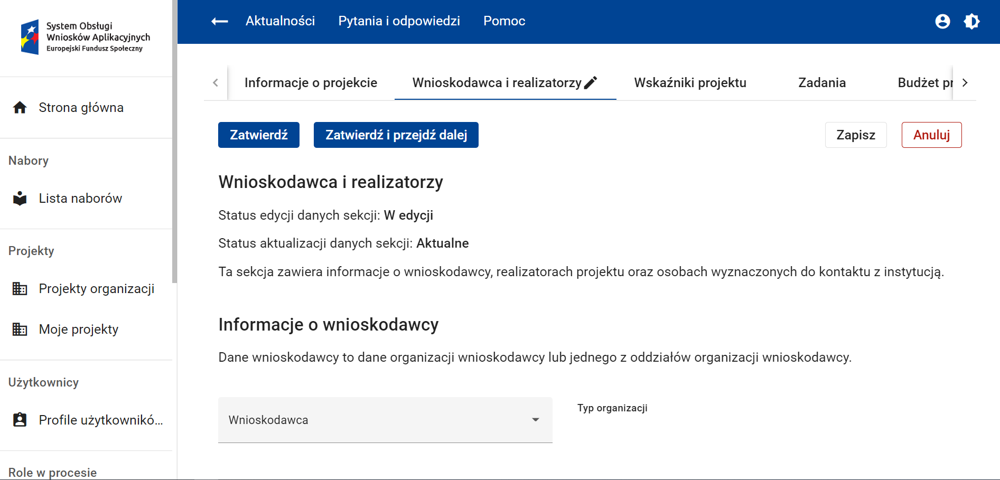 System Obsługi
Wniosków Aplikacyjnych
Europejski Fundusz Społeczny
Aktualności
Pytania i odpowiedzi
Pomoc
Strona główna
Nabory
Lista naborów
Projekty
Projekty organizacji
Moje projekty
Użytkownicy
Profile użytkownikó...
Role w procesie
Informacje o projekcie
Wnioskodawca i realizatorzy
Wskaźniki projektu
Zadania
Budżet pr
Zatwierdź
Zatwierdź i przejdź dalej
Zapisz
Anuluj
Wnioskodawca i realizatorzy
Status edycji danych sekcji: W edycji
Status aktualizacji danych sekcji: Aktualne
Ta sekcja zawiera informacje o wnioskodawcy, realizatorach projektu oraz osobach wyznaczonych do kontaktu z instytucją.
Informacje o wnioskodawcy
Dane wnioskodawcy to dane organizacji wnioskodawcy lub jednego z oddziałów organizacji wnioskodawcy.
Wnioskodawca
Typ organizacji